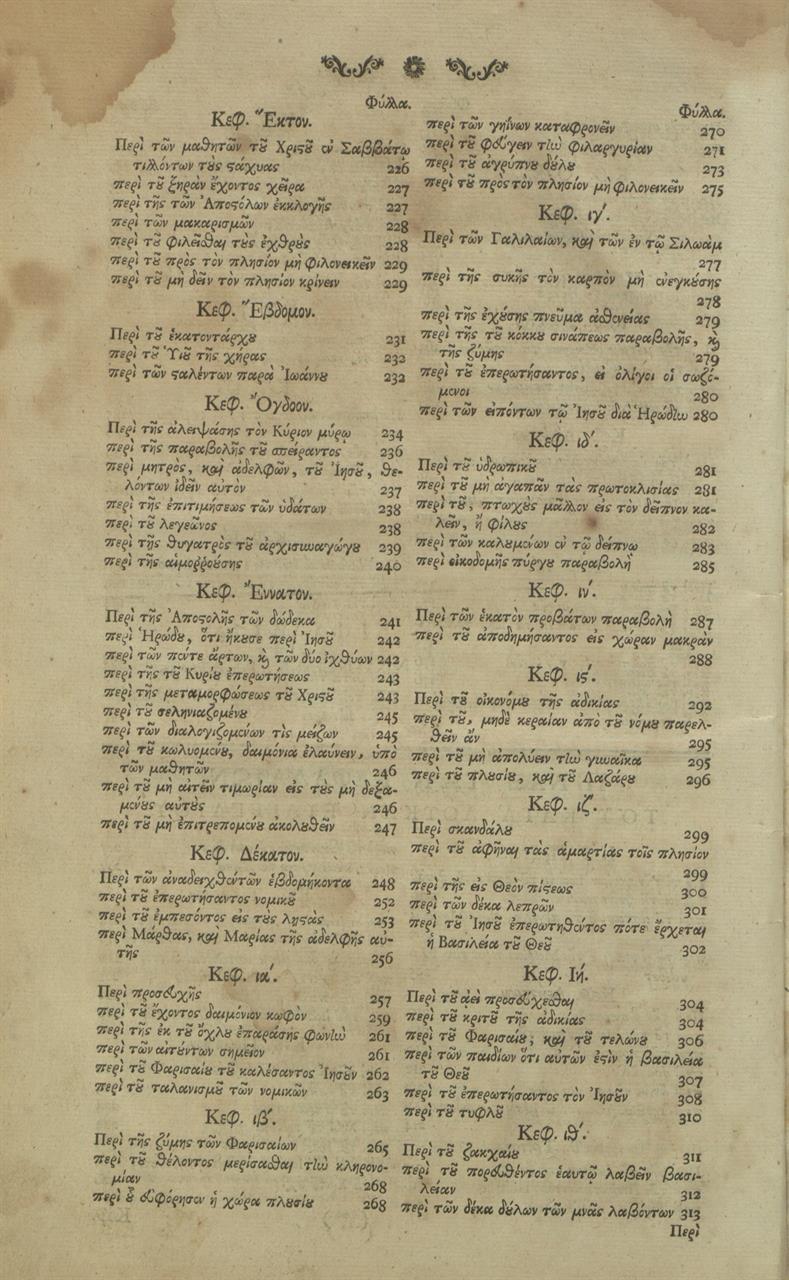 Φύλλα.
Κεφ. Ἕκτον.
Περὶ τῶν μαθητῶν τοῦ Χριστοῦ ἐν Σαββάτῳ
τιλλόντων τοὺς στάχυας 226
περὶ τοῦ ξηρὰν ἔχοντος χεῖρα 227
περὶ τῆς τῶν Ἀποστόλων ἐκκλογῆς 227
περὶ τῶν μακαρισμῶν 228
περὶ τοῦ φιλεῖσθαι τοὺς ἐχθρούς 228
περὶ τοῦ πρὸς τὸν πλησίον μὴ φιλονεικεῖν 229
περὶ τοῦ μὴ δεῖν τὸν πλησίον κρίνειν 229
Κεφ. Ἕβδομον.
Περὶ τοῦ ἑκατοντάρχου 231
περὶ τοῦ Ὑιοῦ τῆς χήρας 232
περὶ τῶν σταλέντων παρὰ Ἰωάννου 232
Κεφ. Ὄγδοον.
Περὶ τῆς ἀλειψάσης τὸν Κύριον μύρῳ 234
περὶ τῆς παραβολῆς τοῦ σπείραντος 236
περὶ μητρὸς, καὶ ἀδελφῶν, τοῦ Ἰησοῦ, θε-
λόντων ἰδεῖν αὐτὸν 237
περὶ τῆς ἐπιτιμήσεως τῶν ὑδάτων 238
περὶ τοῦ λεγεῶνος 238
περὶ τῆς θυγατρὸς τοῦ ἀρχισυναγώγου 239
περὶ τῆς αἱμορροούσης 240
Κεφ. Ἔννατον.
Περὶ τῆς Ἀποστολῆς τῶν δώδεκα 241
περὶ Ἡρώδου, ὅτι ἤκουσε περὶ Ἰησοῦ 242
περὶ τῶν πέντε ἄρτων, καὶ τῶν δύο ἰχθύων 242
περὶ τῆς τοῦ Κυρίου ἐπερωτήσεως 243
περὶ τῆς μεταμορφώσεως τοῦ Χριστοῦ 243
περὶ τοῦ σεληνιαζομένου 245
περὶ τῶν διαλογιζομένων τὶς μείζων 245
περὶ τοῦ κωλυομένου, δαιμόνια ἐλαύνειν, ὑπὸ
τῶν μαθητῶν 246
περὶ τοῦ μὴ αἰτεῖν τιμωρίαν εἰς τοὺς μὴ δεξα-
μένους αὐτούς 246
περὶ τοῦ μὴ ἐπιτρεπομένου ἀκολουθεῖν 247
Κεφ. Δέκατον.
Περὶ τῶν ἀναδειχθέντων ἑβδομήκοντα 248
περὶ τοῦ ἐπερωτήσαντος νομικοῦ 252
περὶ τοῦ ἐμπεσόντος εἰς τοὺς λῃστάς 253
περὶ Μάρθας, καὶ Μαρίας τῆς ἀδελφῆς αὐ-
τῆς 256
Κεφ. ια΄.
Περὶ προσευχῆς 257
περὶ τοῦ ἔχοντος δαιμόνιον κωφὸν 259
περὶ τῆς ἐκ τοῦ ὄχλου ἐπαράσης φωνὴν 261
περὶ τῶν αἰτούντων σημεῖον 261
περὶ τοῦ Φαρισαίου τοῦ καλέσαντος Ἰησοῦν 262
περὶ τοῦ ταλανισμοῦ τῶν νομικῶν 263
Κεφ. ιβ΄.
Περὶ τῆς ζύμης τῶν Φαρισαίων 265
περὶ τοῦ θέλοντος μερίσασθαι τὴν κληρονο-
μίαν 268
περὶ οὗ εὐφόρησεν ἡ χώρα πλουσίου 268
Φύλλα.
περὶ τῶν γηΐνων καταφρονεῖν 270
περὶ τοῦ φεύγειν τὴν φιλαργυρίαν 271
περὶ τοῦ ἀγρύπνου δούλου 273
περὶ τοῦ πρὸς τὸν πλησίον μὴ φιλονεικεῖν 275
Κεφ. ιγ΄.
Περὶ τῶν Γαλιλαίων, καὶ τῶν ἐν τῷ Σιλωὰμ
277
περὶ τῆς συκῆς τὸν καρπὸν μὴ ἐνεγκούσης
278
περὶ τῆς ἐχούσης πνεῦμα ἀσθενείας 279
περὶ τῆς τοῦ κόκκου σινάπεως παραβολῆς, καὶ
τῆς ζύμης 279
περὶ τοῦ ἐπερωτήσαντος, εἰ ὀλίγοι οἱ σωζό-
μενοι 280
περὶ τῶν εἰπόντων τῷ Ἰησοῦ διὰ Ἡρώδην 280
Κεφ. ιδ΄.
Περὶ τοῦ ὑδρωπικοῦ 281
περὶ τοῦ μὴ ἀγαπᾶν τὰς πρωτοκλισίας 281
περὶ τοῦ, πτωχοὺς μᾶλλον εἰς τὸν δεῖπνον κα-
λεῖν, ἢ φίλους 282
περὶ τῶν καλουμένων ἐν τῷ δείπνῳ 283
περὶ οἰκοδομῆς πύργου παραβολὴ 285
Κεφ. ιν΄.
Περὶ τῶν ἑκατὸν προβάτων παραβολὴ 287
περὶ τοῦ ἀποδημήσαντος εἰς χώραν μακρὰν
288
Κεφ. ιϛ΄.
Περὶ τοῦ οἰκονόμου τῆς ἀδικίας 292
περὶ τοῦ, μηδὲ κεραίαν ἀπὸ τοῦ νόμου παρελ-
θεῖν ἂν 295
περὶ τοῦ μὴ ἀπολύειν τὴν γυναῖκα 295
περὶ τοῦ πλουσίου, καὶ τοῦ Λαζάρου 296
Κεφ. ιζ΄.
Περὶ σκανδάλου 299
περὶ τοῦ ἀφῆναι τὰς ἁμαρτίας τοῖς πλησίον
299
περὶ τῆς εἰς Θεὸν πίστεως 300
περὶ τῶν δέκα λεπρῶν 301
περὶ τοῦ Ἰησοῦ ἐπερωτηθέντος πότε ἔρχεται
ἡ Βασιλεία τοῦ Θεοῦ 302
Κεφ. Ιή.
Περὶ τοῦ ἀεὶ προσεύχεσθαι 304
περὶ τοῦ κριτοῦ τῆς ἀδικίας 304
περὶ τοῦ Φαρισαίου, καὶ τοῦ τελώνου 306
περὶ τῶν παιδίων ὅτι αὐτῶν ἐστὶν ἡ βασιλεία
τοῦ Θεοῦ 307
περὶ τοῦ ἐπερωτήσαντος τὸν Ἰησοῦν 308
περὶ τοῦ τυφλοῦ 310
Κεφ. ιθ΄.
Περὶ τοῦ ζακχαίου 311
περὶ τοῦ πορευθέντος ἑαυτῷ λαβεῖν βασι-
λείαν 312
περὶ τῶν δέκα δούλων τῶν μνᾶς λαβόντων 313
Περὶ